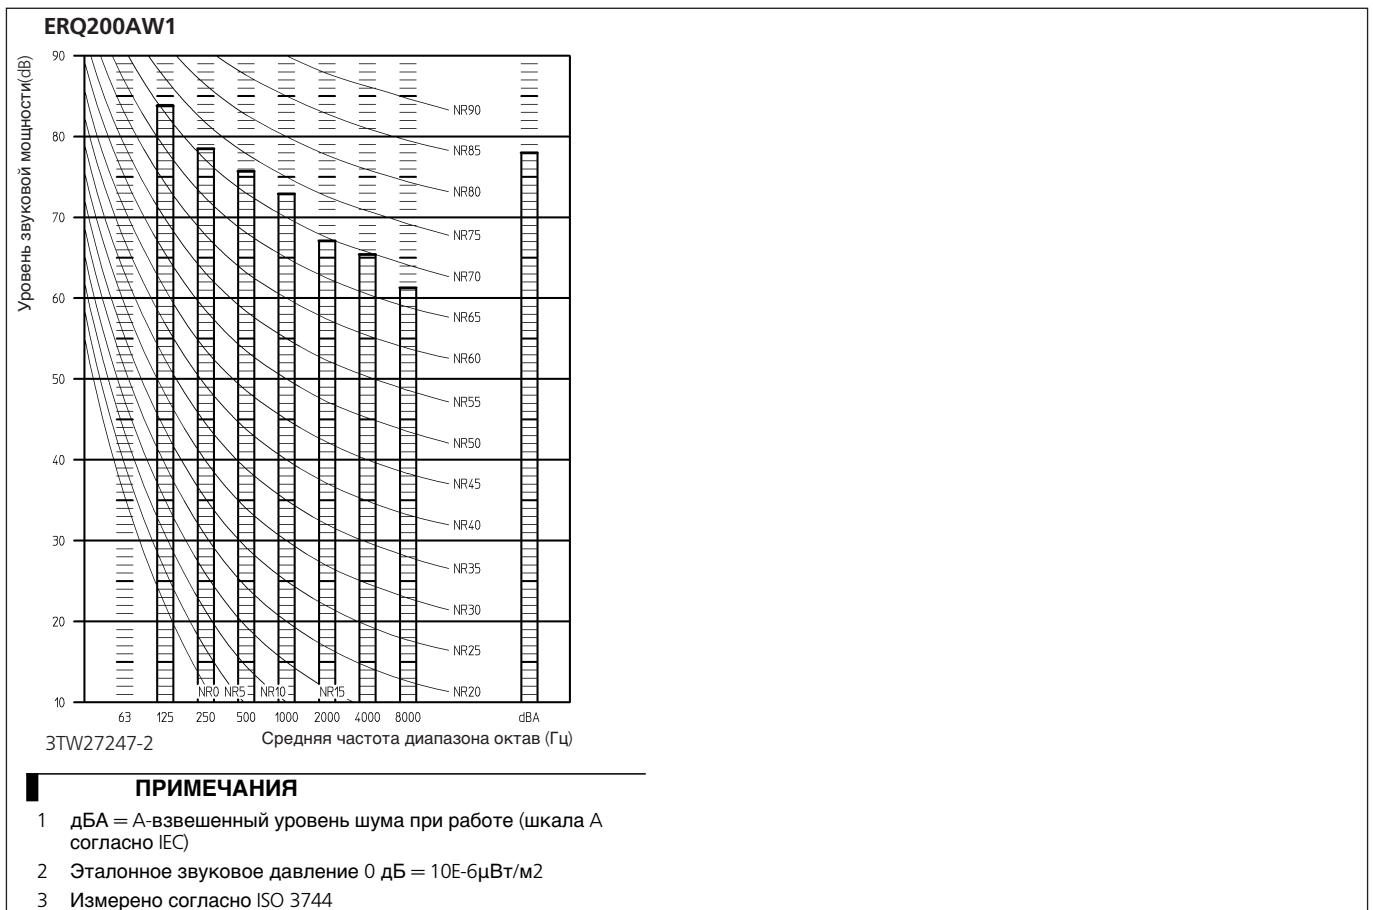 ERQ200AW1
Уровень звуковой мощности(dB)
90
80
70
60
50
40
30
20
10
NR90
NR85
NR80
NR75
NR70
NR65
NR60
NR55
NR50
NR45
NR40
NR35
NR30
NR25
NR20
NR0 NR5 NR10 NR15
63 125 250 500 1000 2000 4000 8000 dBA
3TW27247-2
Средняя частота диапазона октав (Гц)
ПРИМЕЧАНИЯ
1 дБА = А-взвешенный уровень шума при работе (шкала А
согласно IEC)
2 Эталонное звуковое давление 0 дБ = 10E-6µВт/м2
3 Измерено согласно ISO 3744